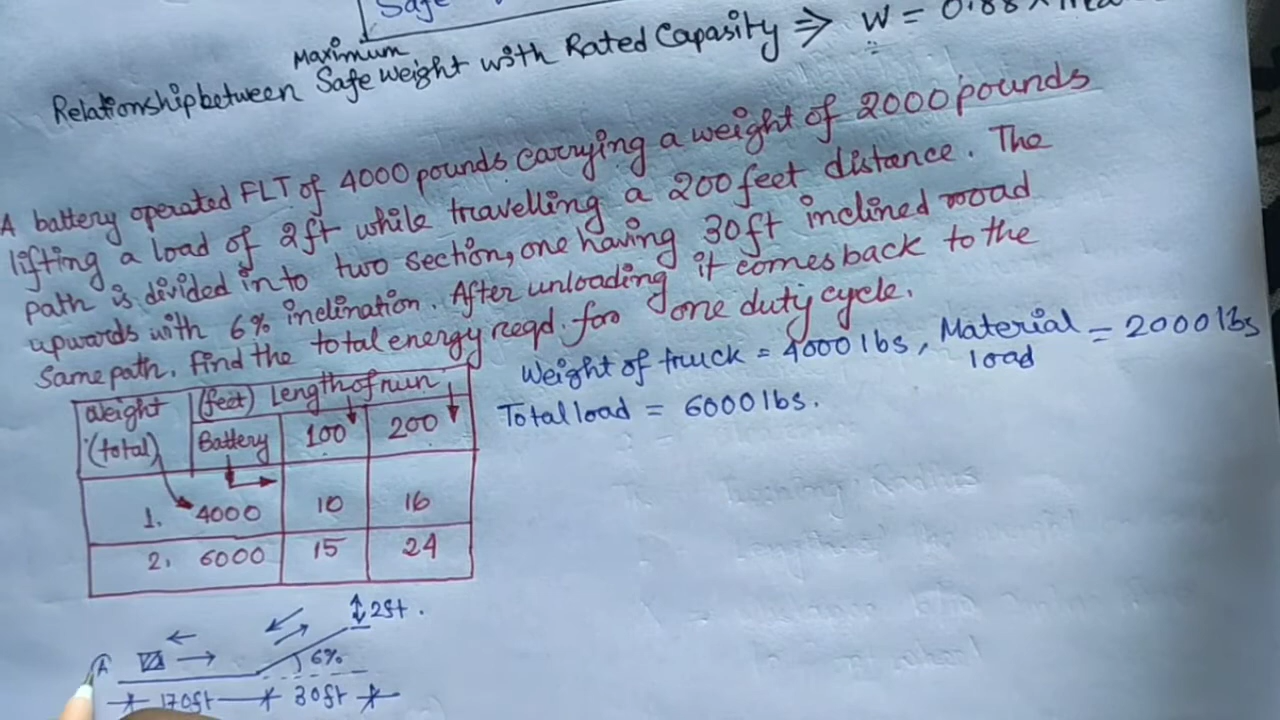 Safe
Maximum
Relationship between Safe Weight with Rated Capasity ⇒ W = 0.88 ×
A battery operated FLT of 4000 pounds carrying a weight of 2000 pounds
lifting a load of 2ft while travelling a 200 feet distance. The
path is divided into two section, one having 30ft inclined road
upwards with 6% inclination. After unloading it comes back to the
same path. Find the total energy reqd. for one duty cycle.
Weight of truck = 4000 lbs, Material load = 2000 lbs
Total load = 6000 lbs.
Weight (total) (feet) Length of run
Battery 100 200
1. 4000 10 16
2. 6000 15 24
2ft.
A 6%
170ft 30ft